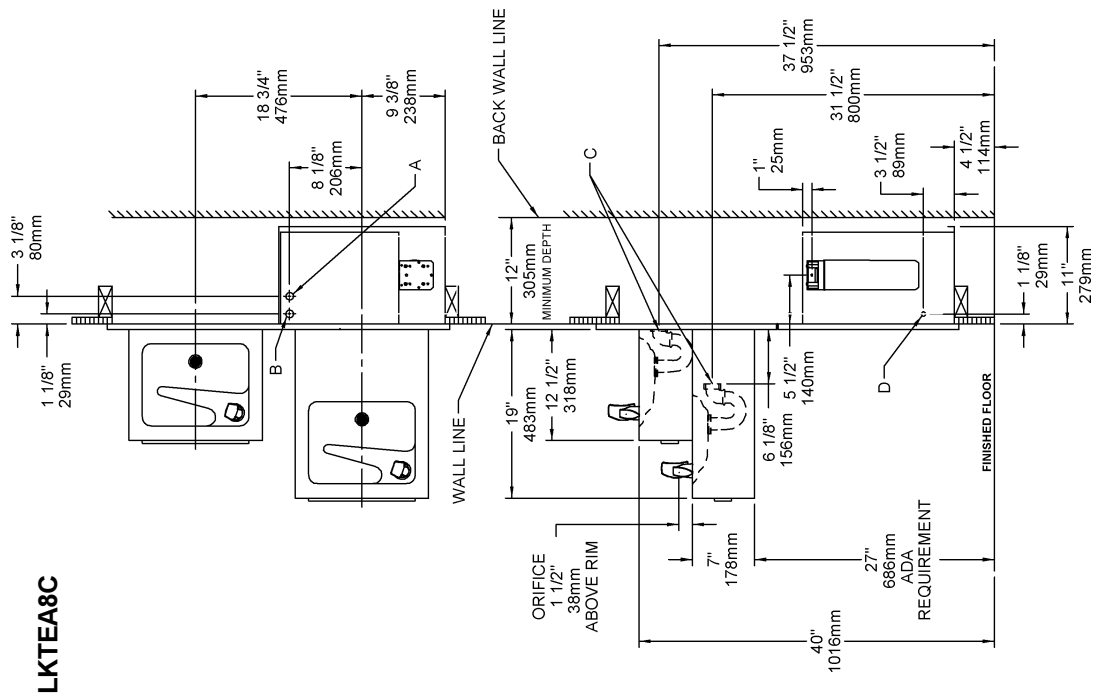 LKTEA8C
3 1/8"
80mm
1 1/8"
29mm
18 3/4"
476mm
9 3/8"
238mm
8 1/8"
206mm
A
B
WALL LINE
BACK WALL LINE
12"
305mm
MINIMUM DEPTH
C
19"
483mm
12 1/2"
318mm
ORIFICE
1 1/2"
38mm
ABOVE RIM
7"
178mm
27"
686mm
ADA
REQUIREMENT
40"
1016mm
6 1/8"
156mm
5 1/2"
140mm
D
FINISHED FLOOR
37 1/2"
953mm
31 1/2"
800mm
1"
25mm
3 1/2"
89mm
4 1/2"
114mm
1 1/8"
29mm
11"
279mm